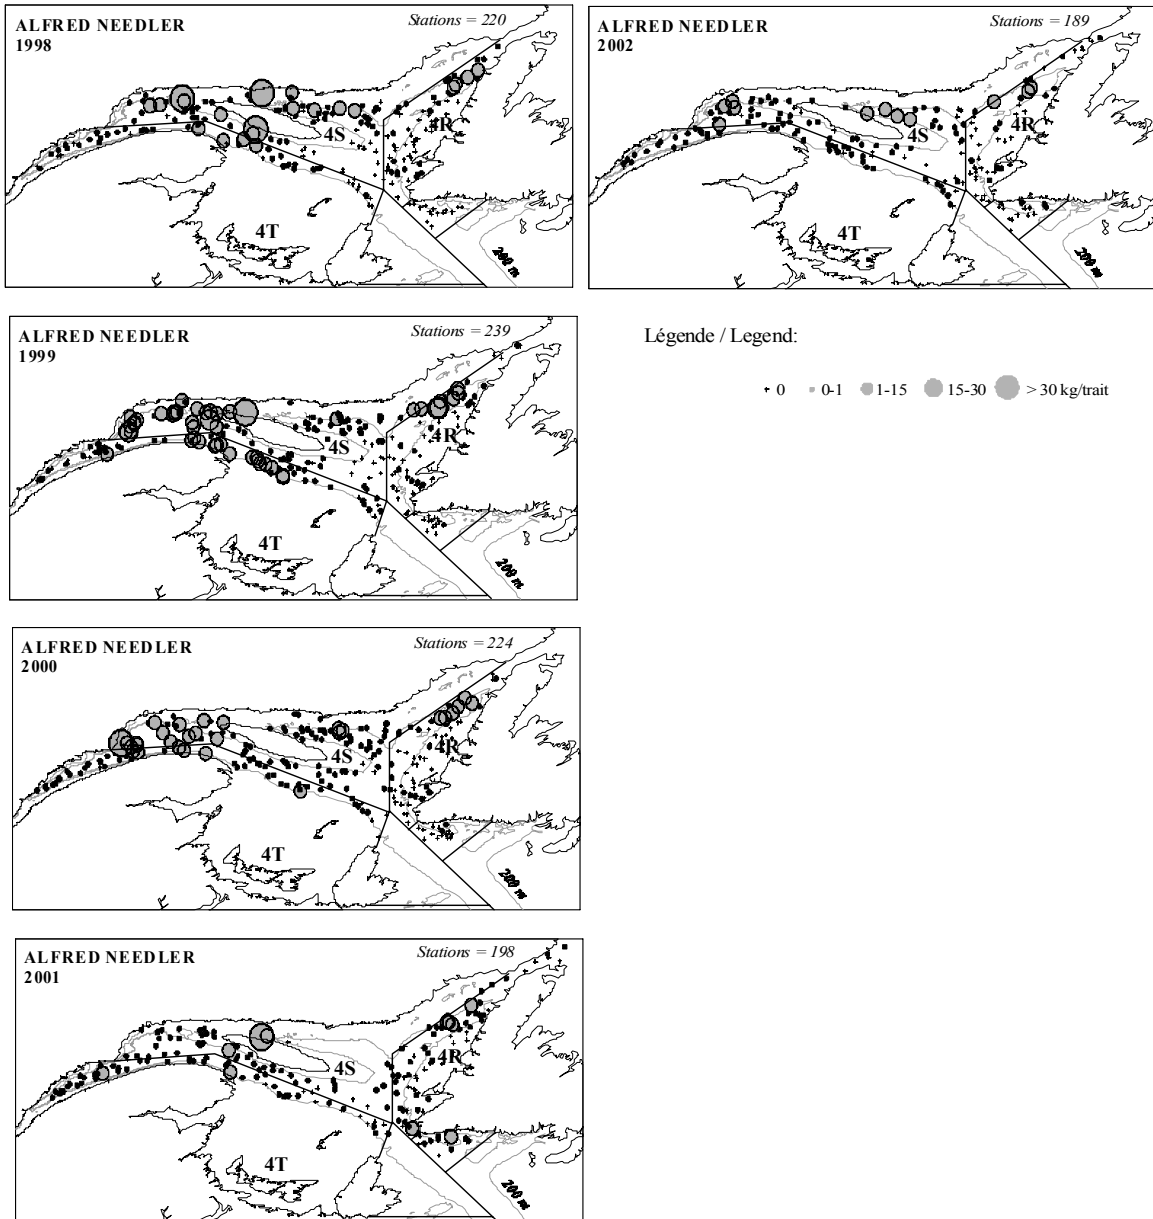 ALFRED NEEDLER
1998
Stations = 220
4S
4R
4T
200 m
ALFRED NEEDLER
2002
Stations = 189
4S
4R
4T
200 m
ALFRED NEEDLER
1999
Stations = 239
4S
4R
4T
200 m
Légende / Legend:
0 0-1 1-15 15-30 > 30 kg/trait
ALFRED NEEDLER
2000
Stations = 224
4S
4R
4T
200 m
ALFRED NEEDLER
2001
Stations = 198
4S
4R
4T
200 m